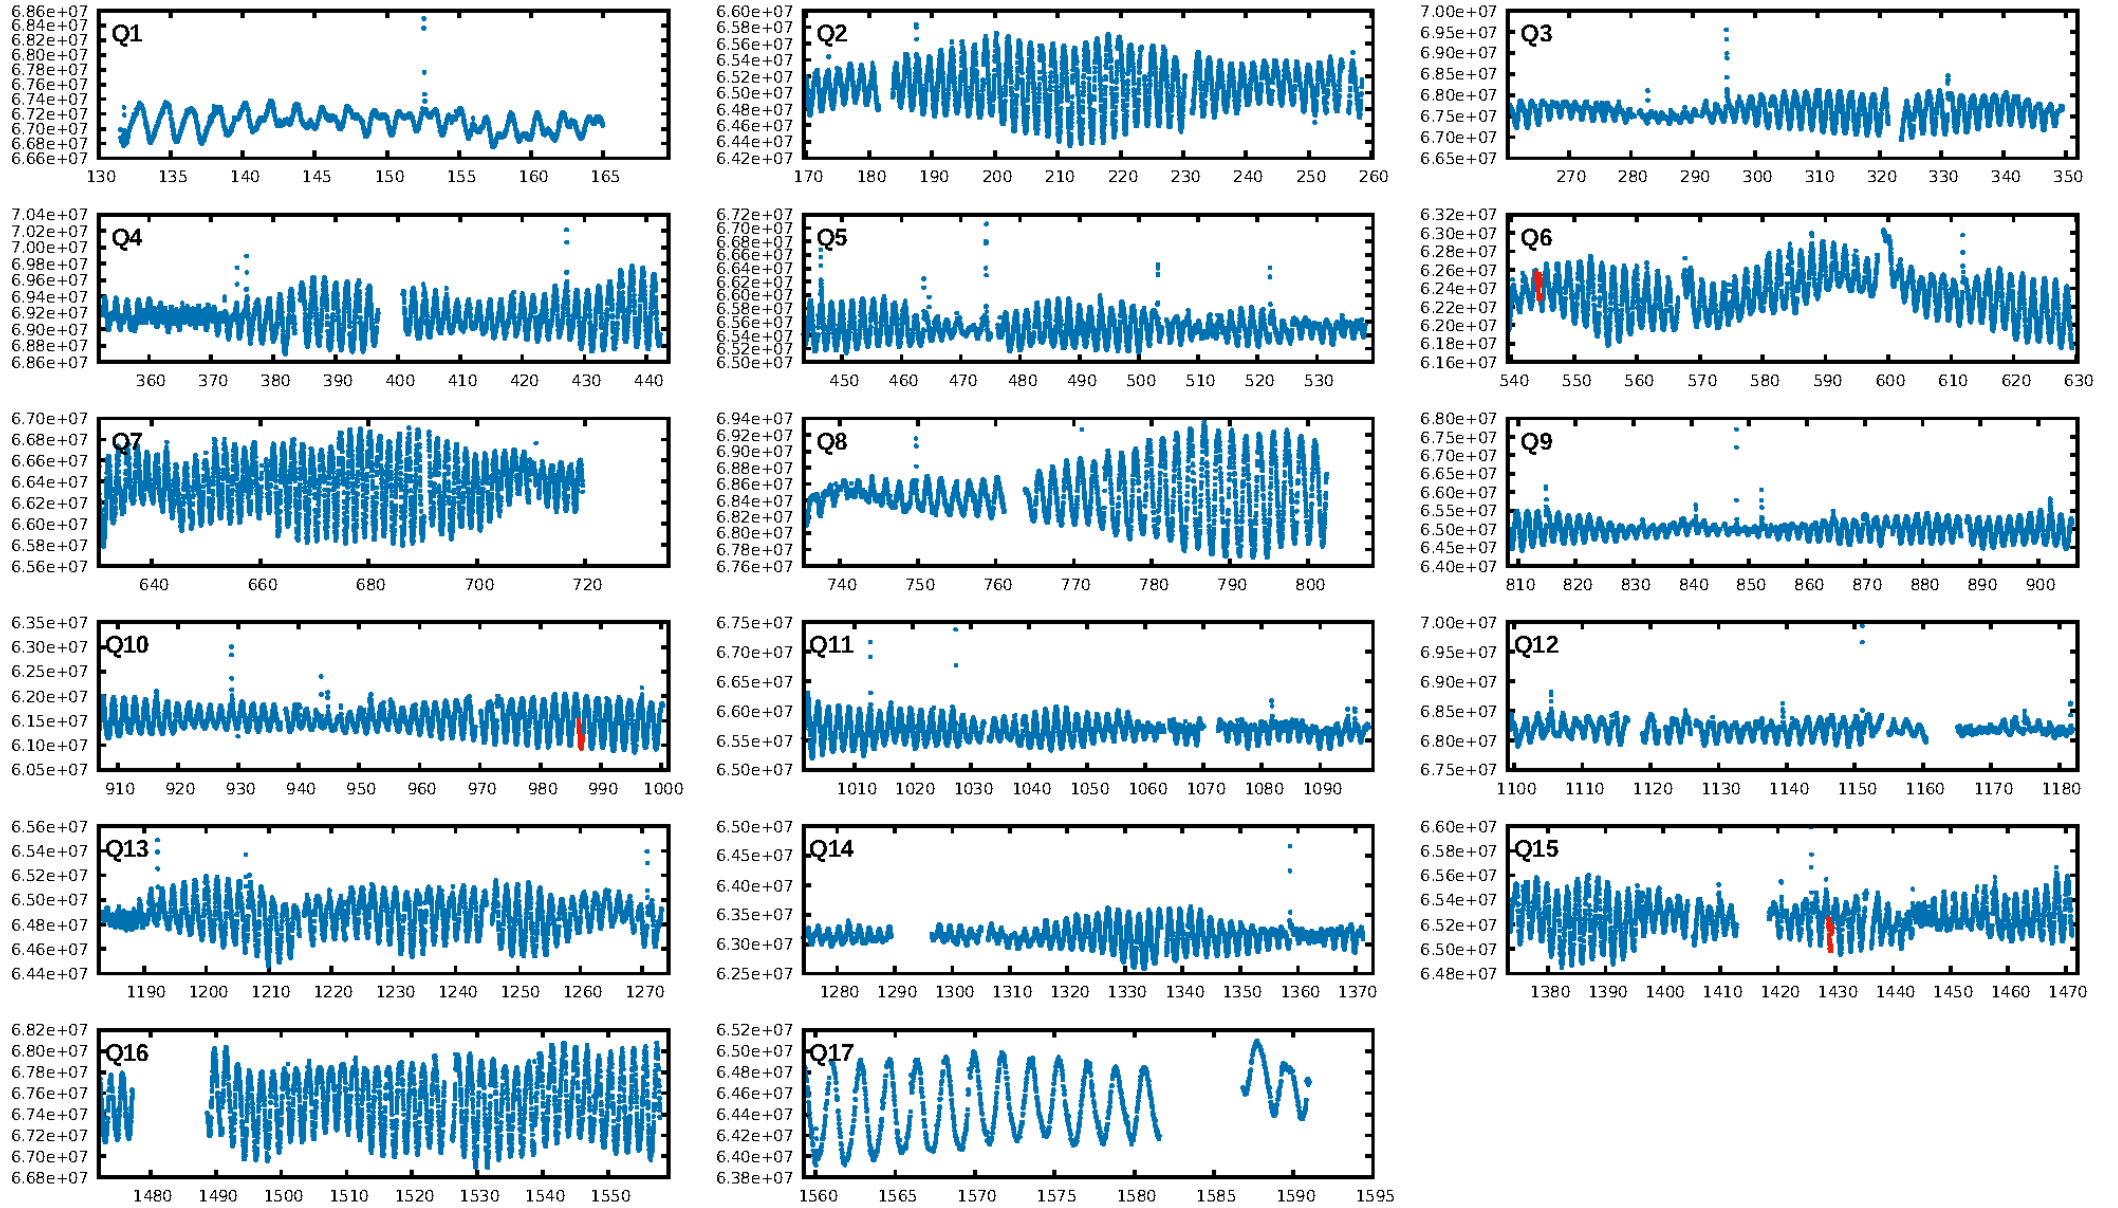 6.86e+07
6.84e+07
6.82e+07
6.80e+07
6.78e+07
6.76e+07
6.74e+07
6.72e+07
6.70e+07
6.68e+07
6.66e+07
Q1
130 135 140 145 150 155 160 165
6.60e+07
6.58e+07
6.56e+07
6.54e+07
6.52e+07
6.50e+07
6.48e+07
6.46e+07
6.44e+07
6.42e+07
Q2
170 180 190 200 210 220 230 240 250 260
7.00e+07
6.95e+07
6.90e+07
6.85e+07
6.80e+07
6.75e+07
6.70e+07
6.65e+07
Q3
270 280 290 300 310 320 330 340 350
7.04e+07
7.02e+07
7.00e+07
6.98e+07
6.96e+07
6.94e+07
6.92e+07
6.90e+07
6.88e+07
6.86e+07
Q4
360 370 380 390 400 410 420 430 440
6.72e+07
6.70e+07
6.68e+07
6.66e+07
6.64e+07
6.62e+07
6.60e+07
6.58e+07
6.56e+07
6.54e+07
6.52e+07
6.50e+07
Q5
450 460 470 480 490 500 510 520 530
6.32e+07
6.30e+07
6.28e+07
6.26e+07
6.24e+07
6.22e+07
6.20e+07
6.18e+07
6.16e+07
Q6
540 550 560 570 580 590 600 610 620 630
6.70e+07
6.68e+07
6.66e+07
6.64e+07
6.62e+07
6.60e+07
6.58e+07
6.56e+07
Q7
640 660 680 700 720
6.94e+07
6.92e+07
6.90e+07
6.88e+07
6.86e+07
6.84e+07
6.82e+07
6.80e+07
6.78e+07
6.76e+07
Q8
740 750 760 770 780 790 800
6.80e+07
6.75e+07
6.70e+07
6.65e+07
6.60e+07
6.55e+07
6.50e+07
6.45e+07
6.40e+07
Q9
810 820 830 840 850 860 870 880 890 900
6.35e+07
6.30e+07
6.25e+07
6.20e+07
6.15e+07
6.10e+07
6.05e+07
Q10
910 920 930 940 950 960 970 980 990 1000
6.75e+07
6.70e+07
6.65e+07
6.60e+07
6.55e+07
6.50e+07
Q11
1010 1020 1030 1040 1050 1060 1070 1080 1090
7.00e+07
6.95e+07
6.90e+07
6.85e+07
6.80e+07
6.75e+07
Q12
1100 1110 1120 1130 1140 1150 1160 1170 1180
6.56e+07
6.54e+07
6.52e+07
6.50e+07
6.48e+07
6.46e+07
6.44e+07
Q13
1190 1200 1210 1220 1230 1240 1250 1260 1270
6.50e+07
6.45e+07
6.40e+07
6.35e+07
6.30e+07
6.25e+07
Q14
1280 1290 1300 1310 1320 1330 1340 1350 1360 1370
6.60e+07
6.58e+07
6.56e+07
6.54e+07
6.52e+07
6.50e+07
6.48e+07
Q15
1380 1390 1400 1410 1420 1430 1440 1450 1460 1470
6.82e+07
6.80e+07
6.78e+07
6.76e+07
6.74e+07
6.72e+07
6.70e+07
6.68e+07
Q16
1480 1490 1500 1510 1520 1530 1540 1550
6.52e+07
6.50e+07
6.48e+07
6.46e+07
6.44e+07
6.42e+07
6.40e+07
6.38e+07
Q17
1560 1565 1570 1575 1580 1585 1590 1595